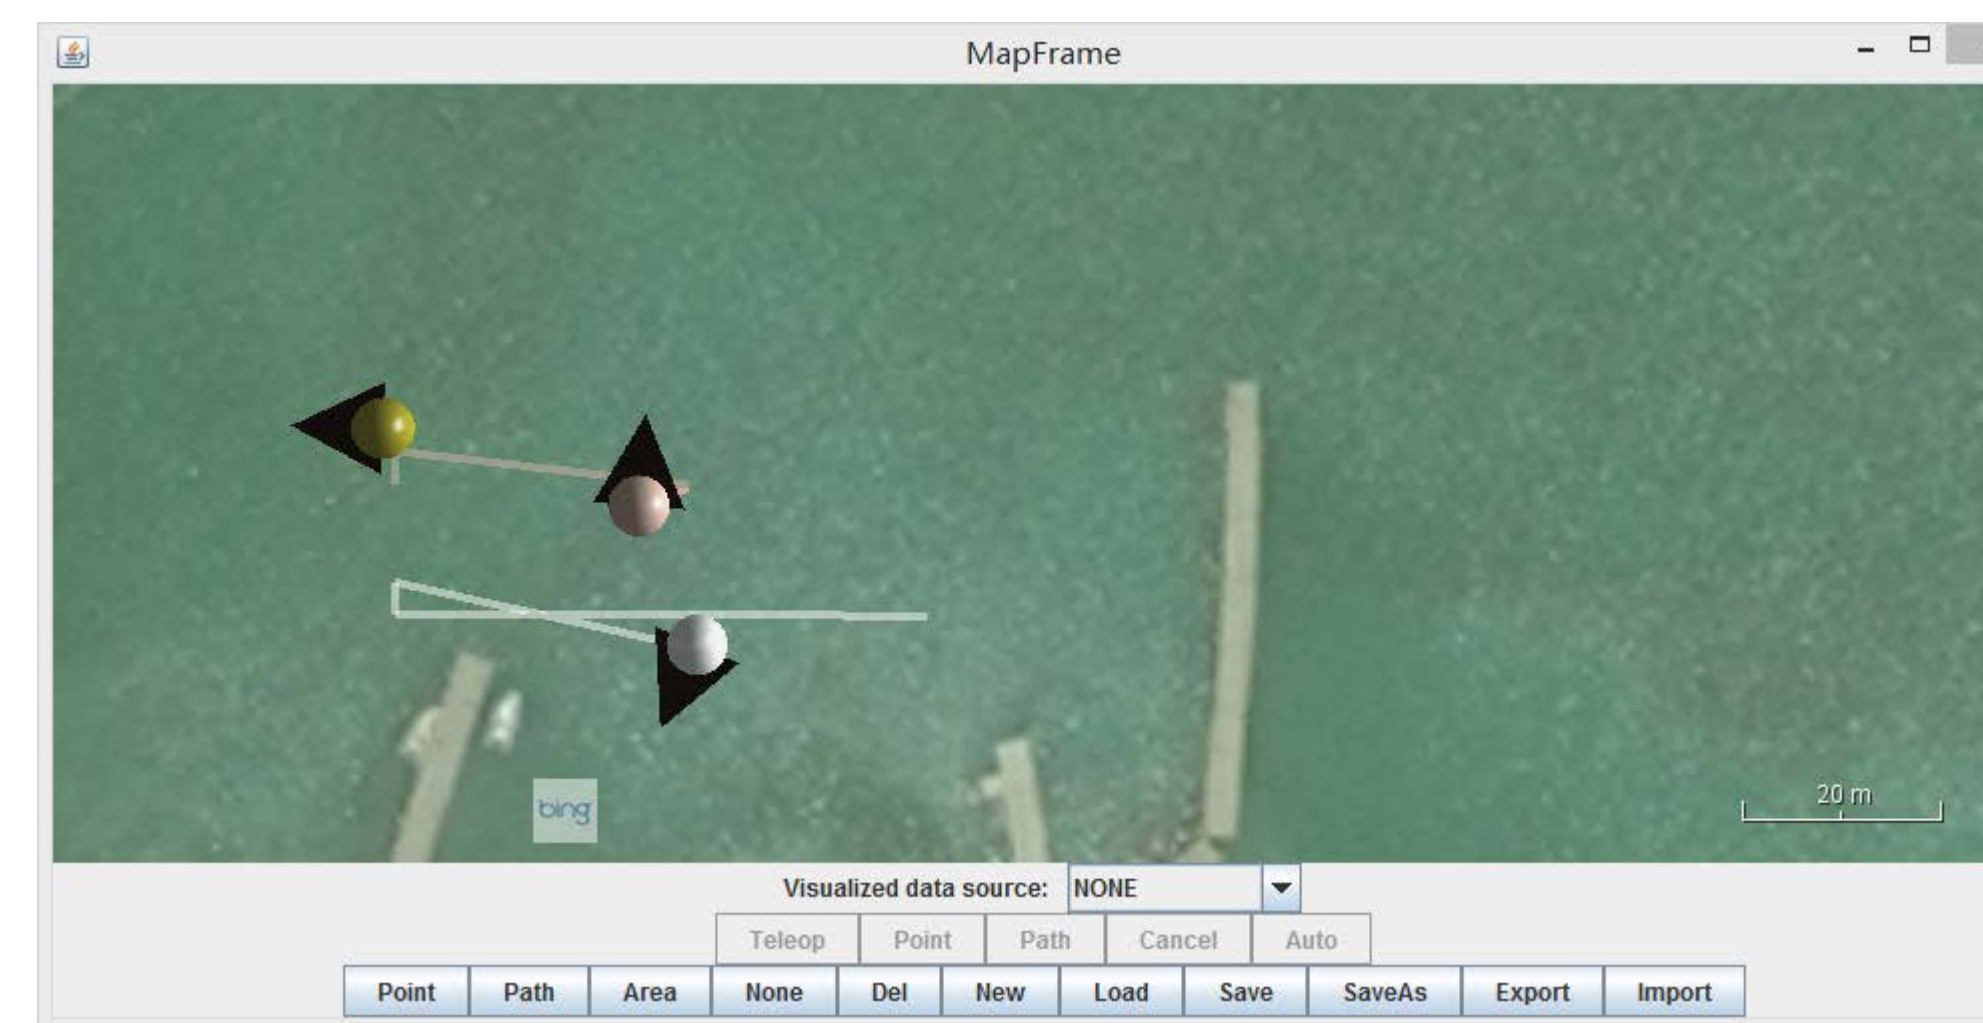 MapFrame
20 m
bing
Visualized data source: NONE
Teleop Point Path Cancel Auto
Point Path Area None Del New Load Save SaveAs Export Import